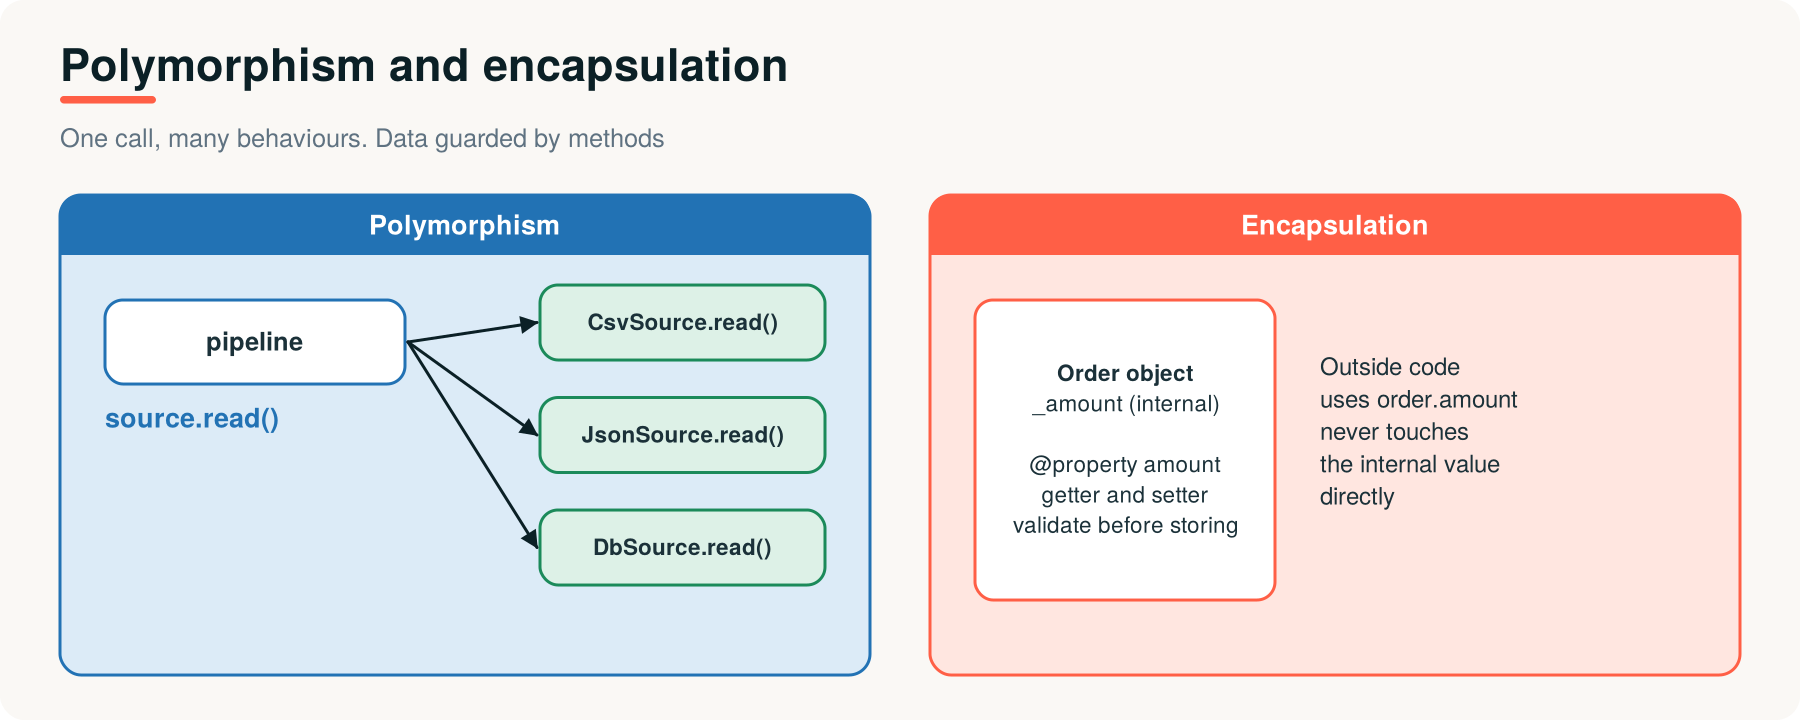 Polymorphism and encapsulation
One call, many behaviours. Data guarded by methods
Polymorphism
pipeline
source.read()
CsvSource.read()
JsonSource.read()
DbSource.read()
Encapsulation
Order object
_amount (internal)
@property amount
getter and setter
validate before storing
Outside code
uses order.amount
never touches
the internal value
directly